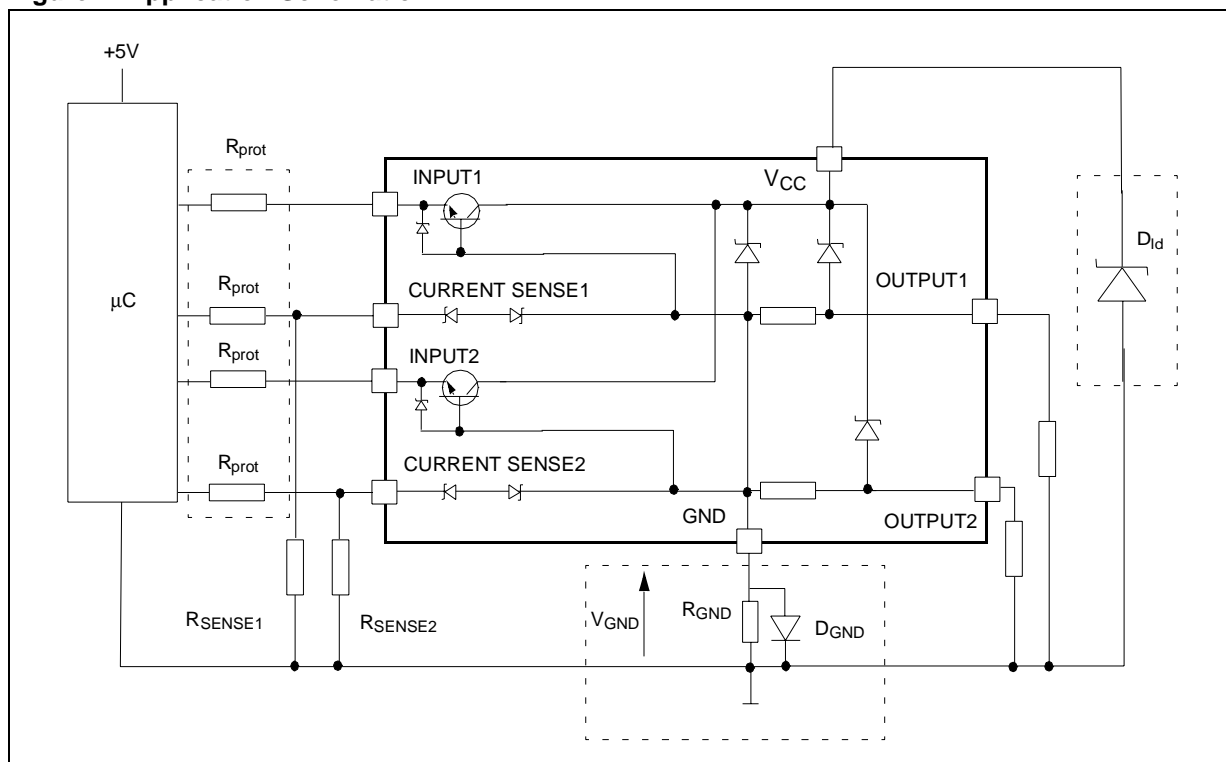 +5V
Rprot
INPUT1
VCC
Dld
μC
Rprot
CURRENT SENSE1
OUTPUT1
Rprot
INPUT2
Rprot
CURRENT SENSE2
GND
OUTPUT2
RSENSE1
RSENSE2
VGND
RGND
DGND